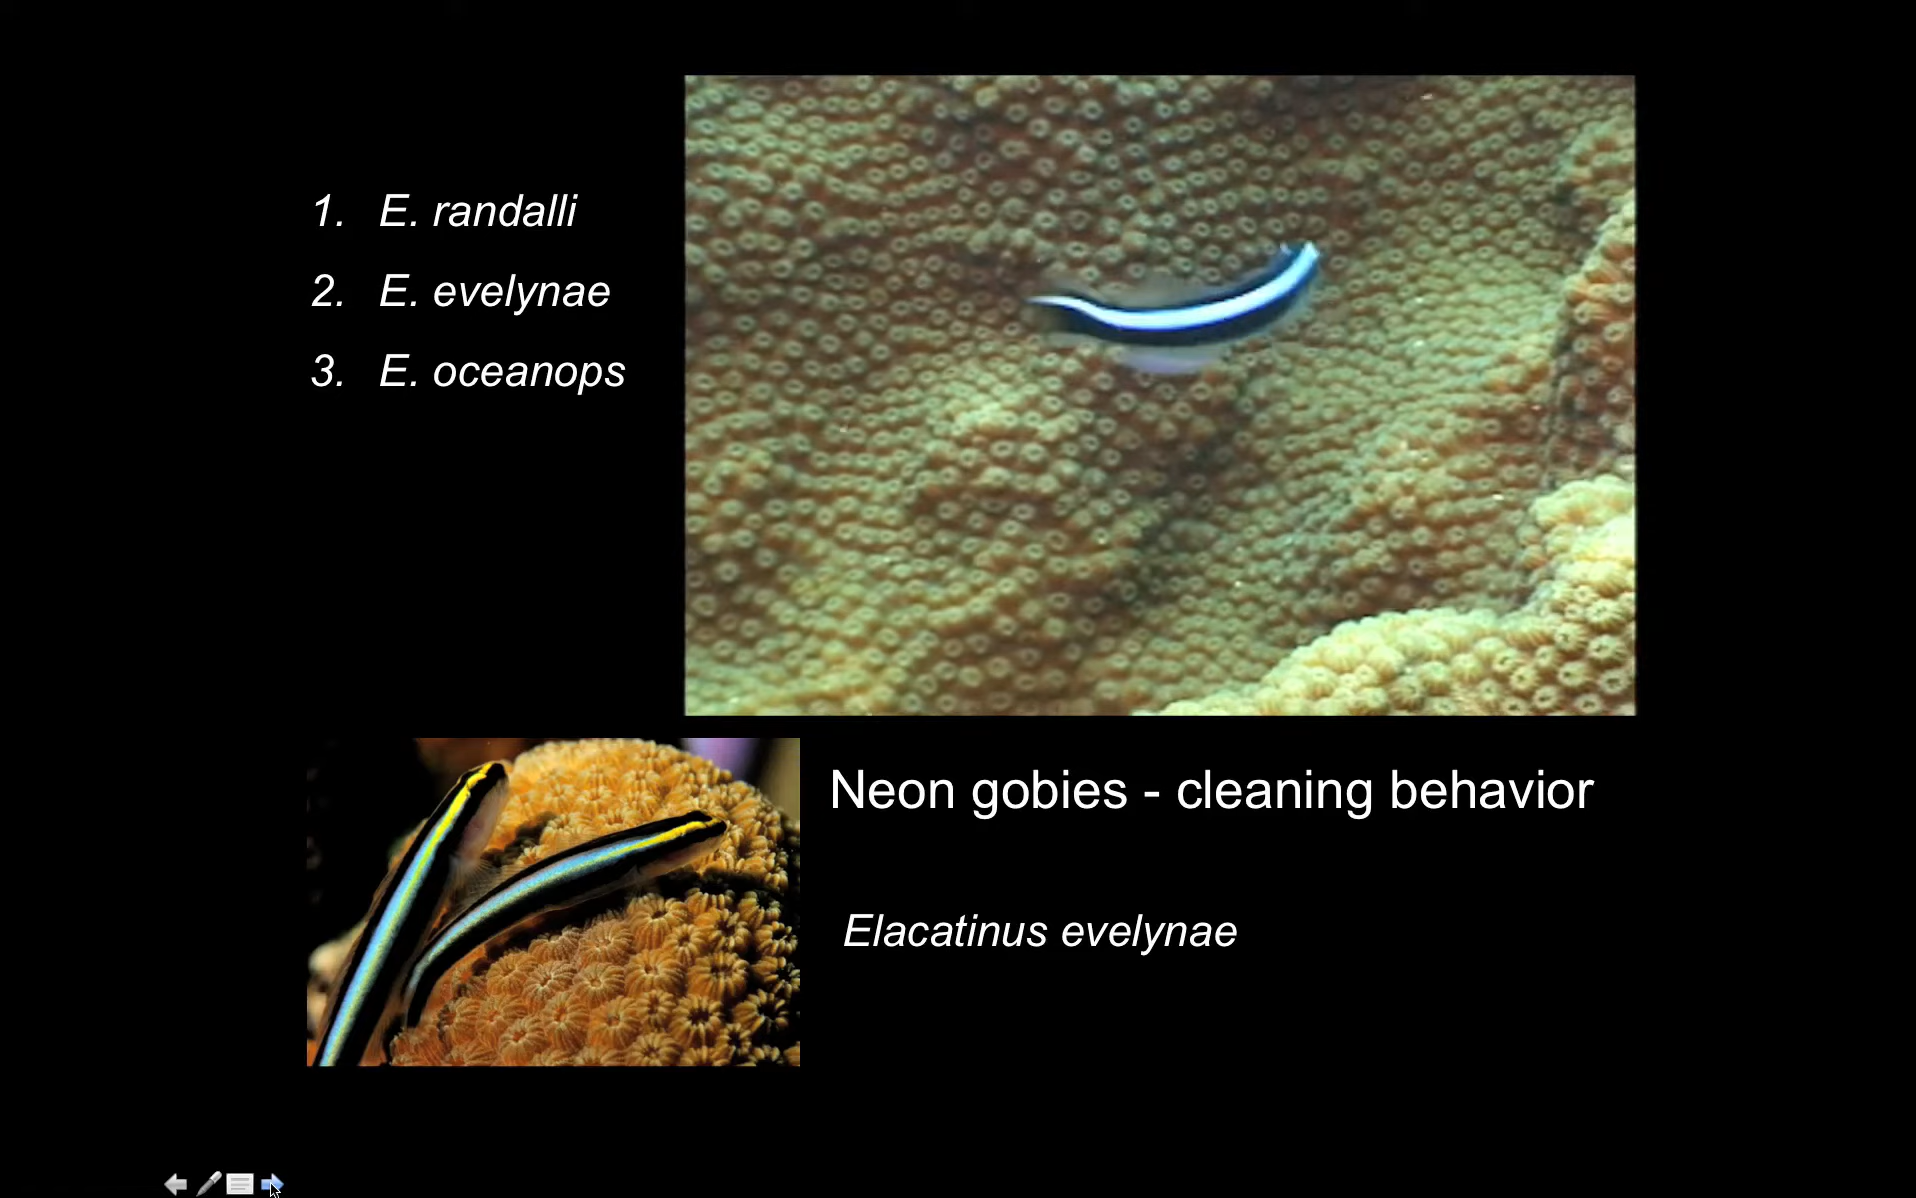 1. E. randalli
2. E. evelynae
3. E. oceanops
Neon gobies - cleaning behavior
Elacatinus evelynae